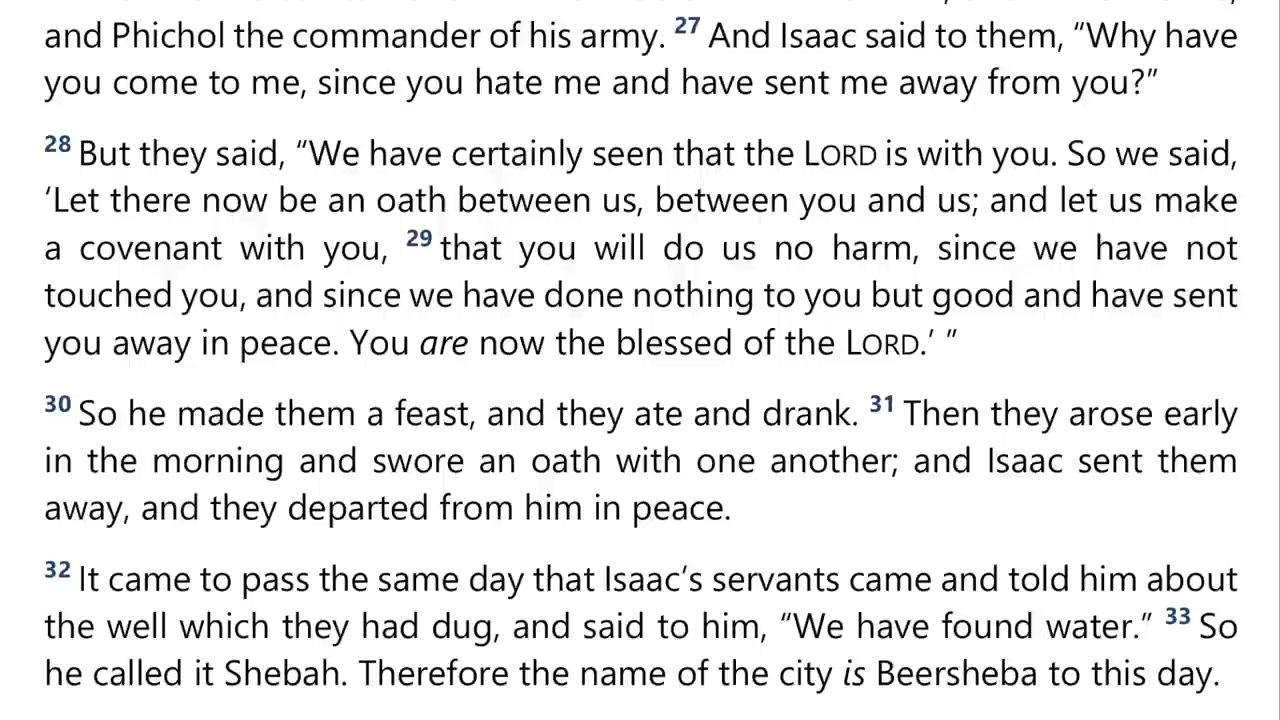 and Phichol the commander of his army. 27 And Isaac said to them, “Why have
you come to me, since you hate me and have sent me away from you?”
28 But they said, “We have certainly seen that the LORD is with you. So we said,
‘Let there now be an oath between us, between you and us; and let us make
a covenant with you, 29 that you will do us no harm, since we have not
touched you, and since we have done nothing to you but good and have sent
you away in peace. You are now the blessed of the LORD.’ ”
30 So he made them a feast, and they ate and drank. 31 Then they arose early
in the morning and swore an oath with one another; and Isaac sent them
away, and they departed from him in peace.
32 It came to pass the same day that Isaac’s servants came and told him about
the well which they had dug, and said to him, “We have found water.” 33 So
he called it Shebah. Therefore the name of the city is Beersheba to this day.